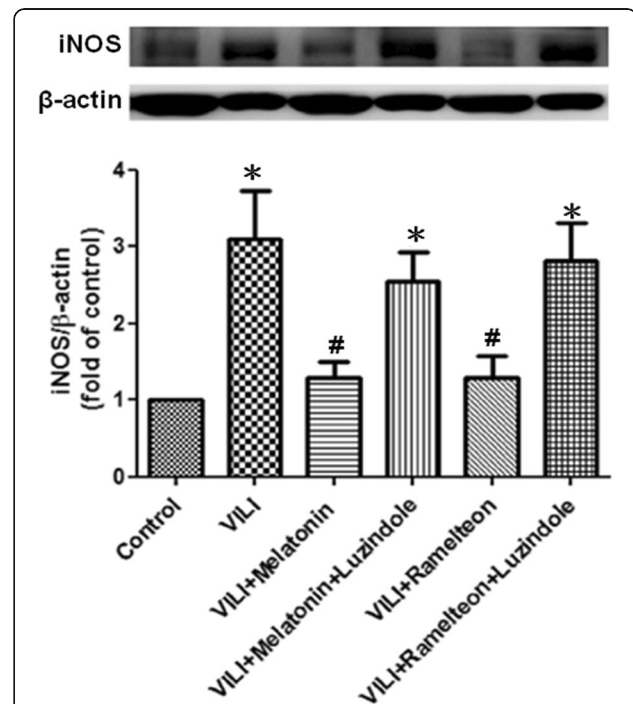 iNOS
β-actin
iNOS/β-actin
(fold of control)
4
3
2
1
0
*
#
*
#
*
Control
VILI
VILI+Melatonin
VILI+Melatonin+Luzindole
VILI+Ramelteon
VILI+Ramelteon+Luzindole